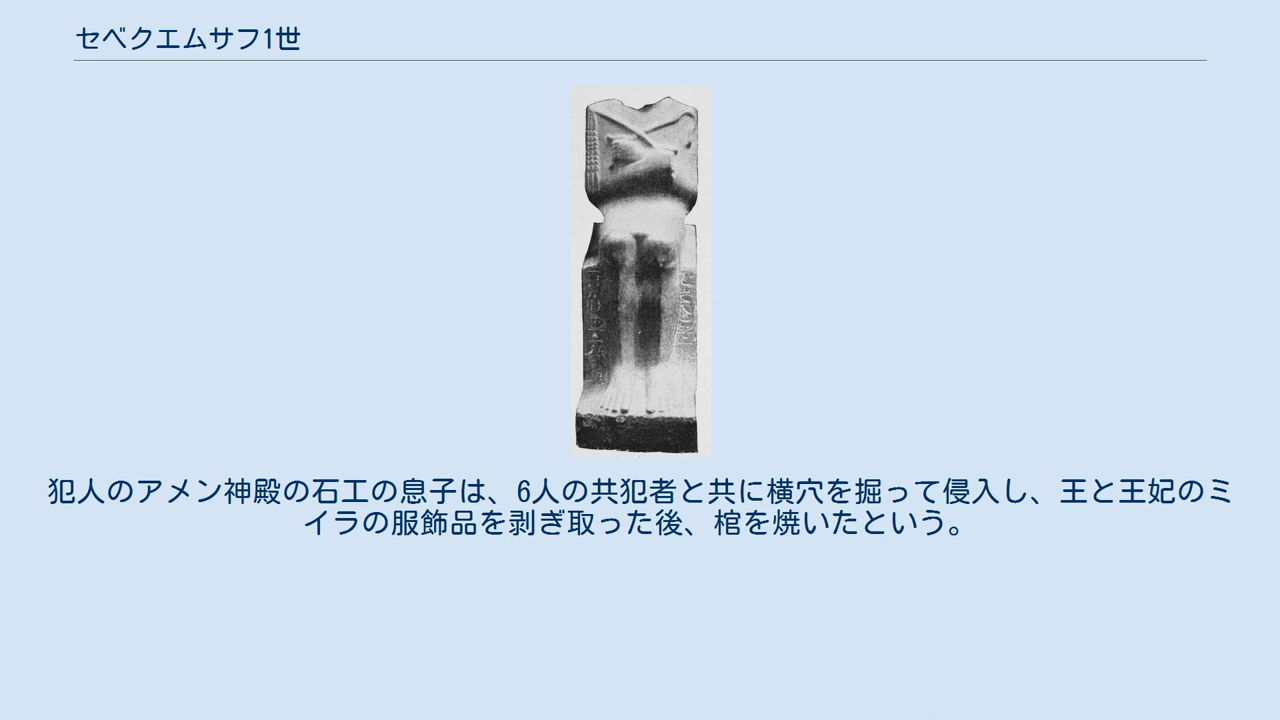 セベクエムサフ1世
犯人のアメン神殿の石工の息子は、6人の共犯者と共に横穴を掘って侵入し、王と王妃のミ
イラの服飾品を剥ぎ取った後、棺を焼いたという。